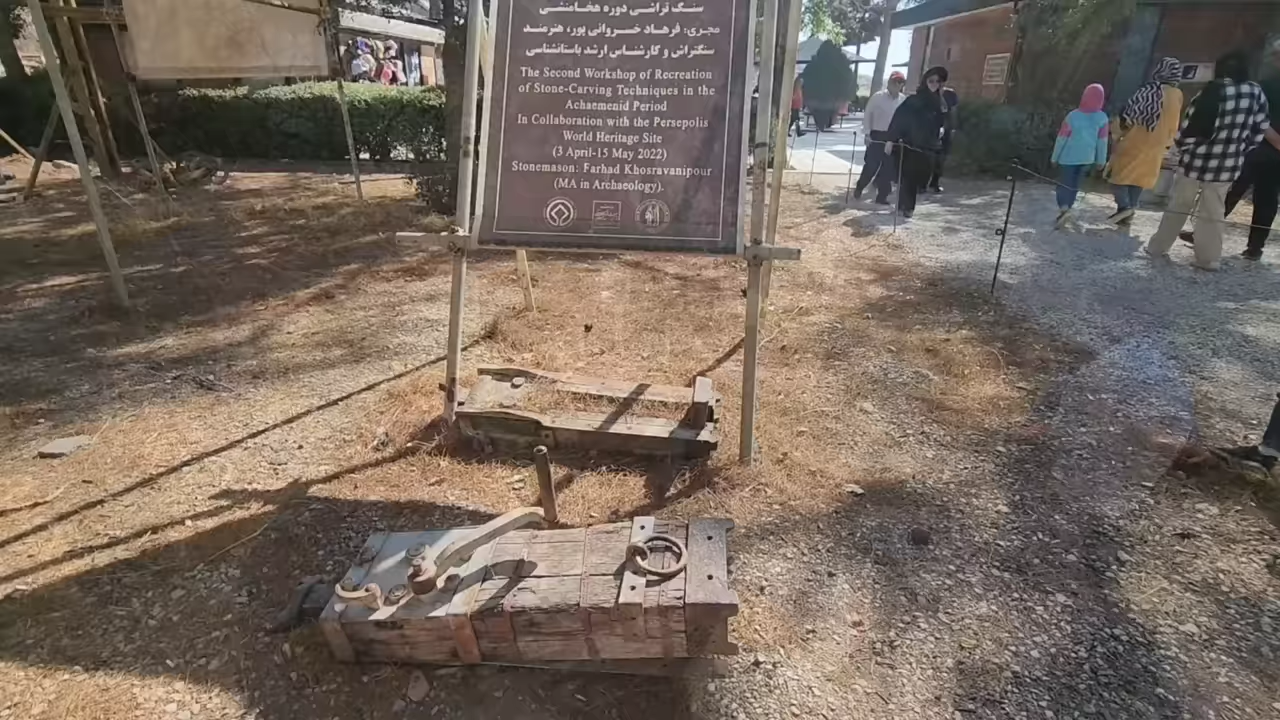 سنگ تراشی دوره هخامنشی
مجری: فرهاد خسروانی پور، هنرمند
سنگتراش و کارشناس ارشد باستانشناسی
The Second Workshop of Recreation
of Stone-Carving Techniques in the
Achaemenid Period
In Collaboration with the Persepolis
World Heritage Site
(3 April-15 May 2022)
Stonemason: Farhad Khosravanipour
(MA in Archaeology).